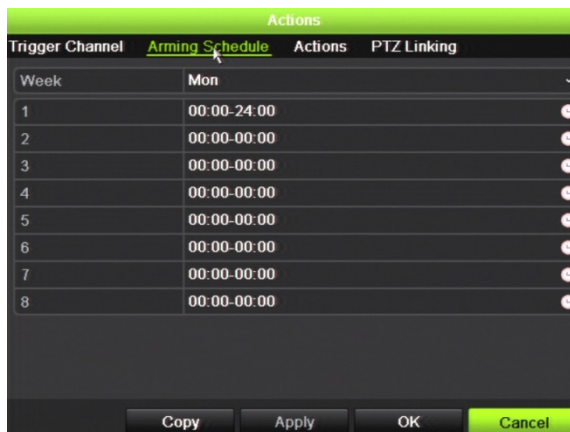 Actions
Trigger Channel Arming Schedule Actions PTZ Linking
Week Mon
1 00:00-24:00
2 00:00-00:00
3 00:00-00:00
4 00:00-00:00
5 00:00-00:00
6 00:00-00:00
7 00:00-00:00
8 00:00-00:00
Copy Apply OK Cancel